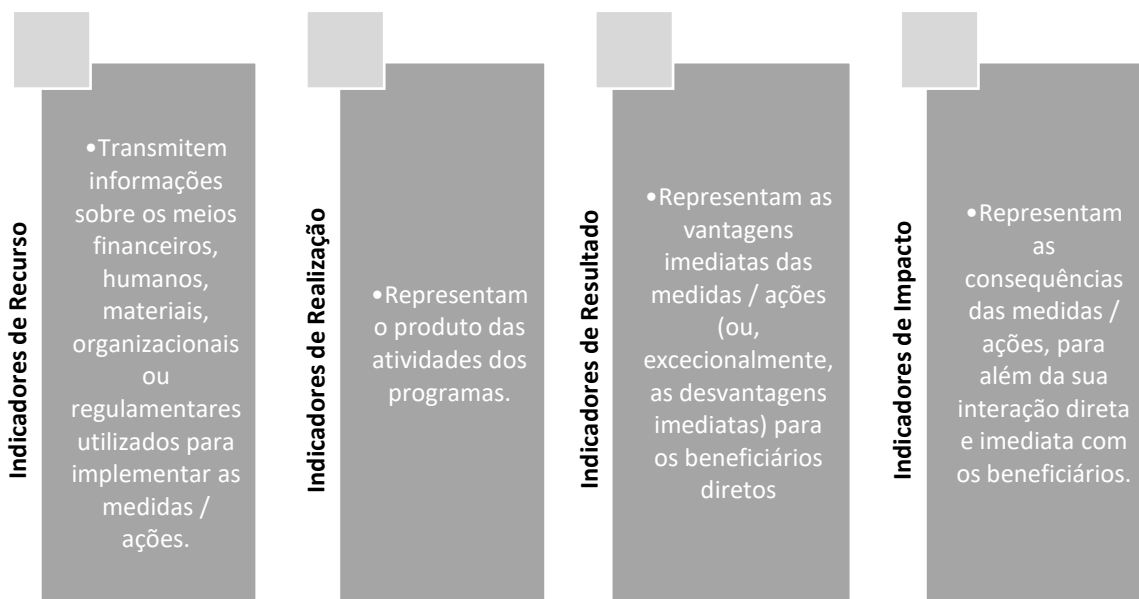 Indicadores de Recurso
•Transmitem
informações
sobre os meios
financeiros,
humanos,
materiais,
organizacionais
ou
regulamentares
utilizados para
implementar as
medidas /
ações.
Indicadores de Realização
•Representam
o produto das
atividades dos
programas.
Indicadores de Resultado
•Representam as
vantagens
imediatas das
medidas / ações
(ou,
excecionalmente,
as desvantagens
imediatas) para
os beneficiários
diretos
Indicadores de Impacto
•Representam
as
consequências
das medidas /
ações, para
além da sua
interação direta
e imediata com
os beneficiários.